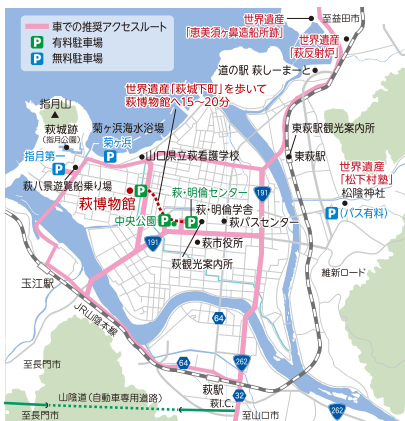 車での推奨アクセスルート
P 有料駐車場
P 無料駐車場
世界遺産
「恵美須ヶ鼻造船所跡」
至益田市
世界遺産
「萩反射炉」
道の駅 萩しーまーと
世界遺産「萩城下町」を歩いて
萩博物館へ15〜20分
指月山
萩城跡
(指月公園)
菊ヶ浜海水浴場
菊ヶ浜
P
指月第一
P
山口県立萩看護学校
東萩駅観光案内所
東萩駅
萩八景遊覧船乗り場
萩博物館
P
萩・明倫センター
191
世界遺産
「松下村塾」
松陰神社
P (バス有料)
中央公園
P
P
萩・明倫学舎
萩バスセンター
191
萩市役所
萩観光案内所
維新ロード
玉江駅
JR山陰本線
64
至長門市
64
262
萩駅
32
萩I.C.
山陰道(自動車専用道路)
至長門市
至山口市
262